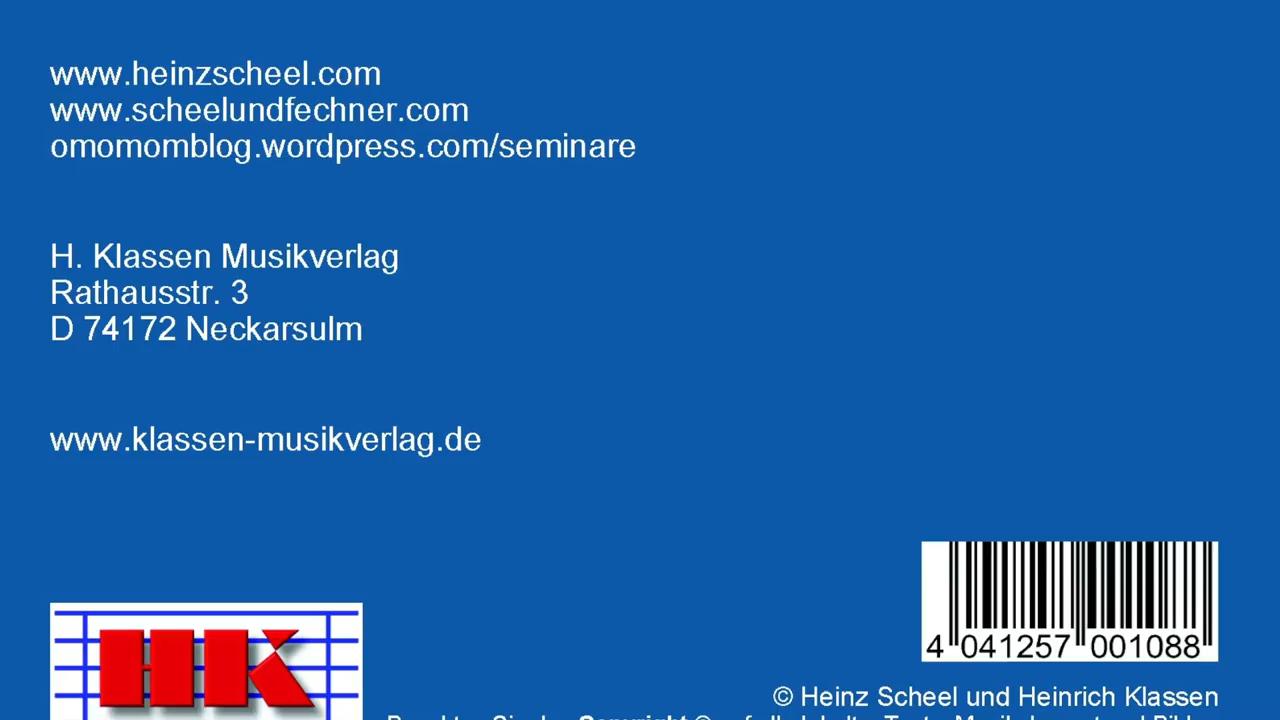 www.heinzscheel.com
www.scheelundfechner.com
omomomblog.wordpress.com/seminare
H. Klassen Musikverlag
Rathausstr. 3
D 74172 Neckarsulm
www.klassen-musikverlag.de
4 041257 001088
HK
© Heinz Scheel und Heinrich Klassen
Copyright ©